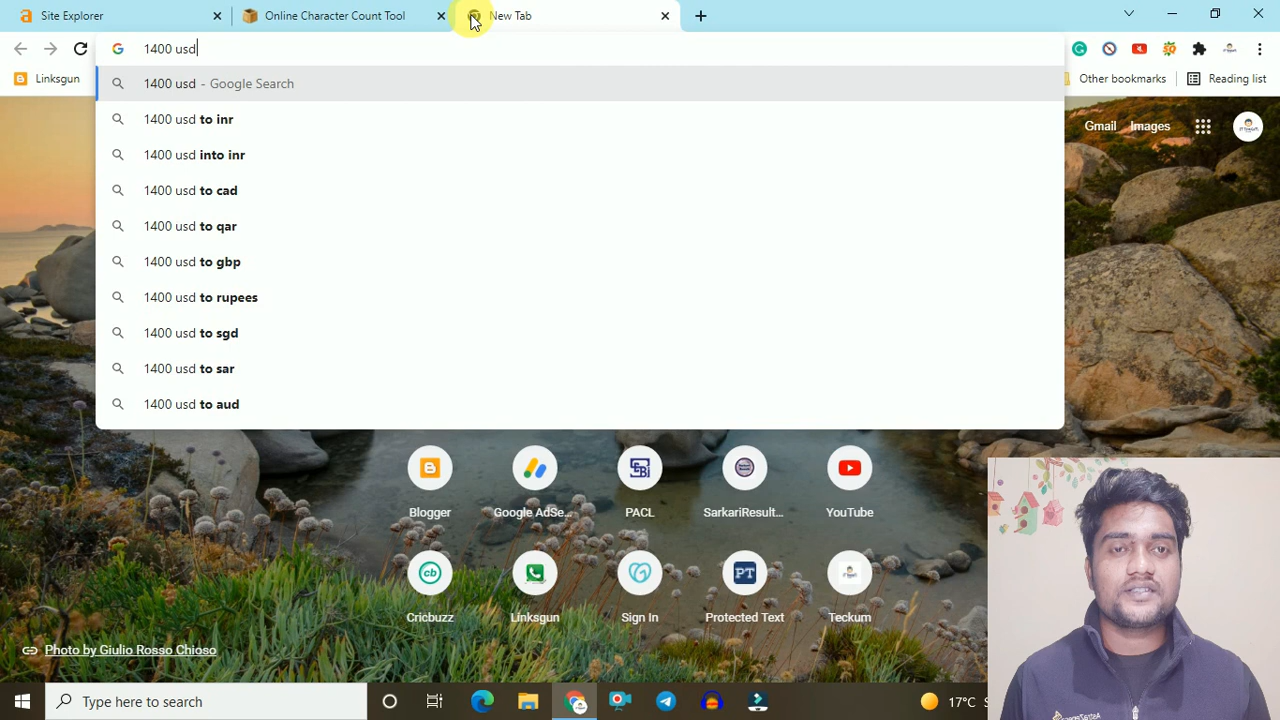 Site Explorer
Online Character Count Tool
New Tab
1400 usd
Linksgun
Other bookmarks
Reading list
1400 usd - Google Search
1400 usd to inr
1400 usd into inr
1400 usd to cad
1400 usd to qar
1400 usd to gbp
1400 usd to rupees
1400 usd to sgd
1400 usd to sar
1400 usd to aud
Gmail
Images
Blogger
Google AdSe...
PACL
SarkariResult...
YouTube
Cricbuzz
Linksgun
Sign In
Protected Text
Teckum
Photo by Giulio Rosso Chioso
Type here to search
17°C